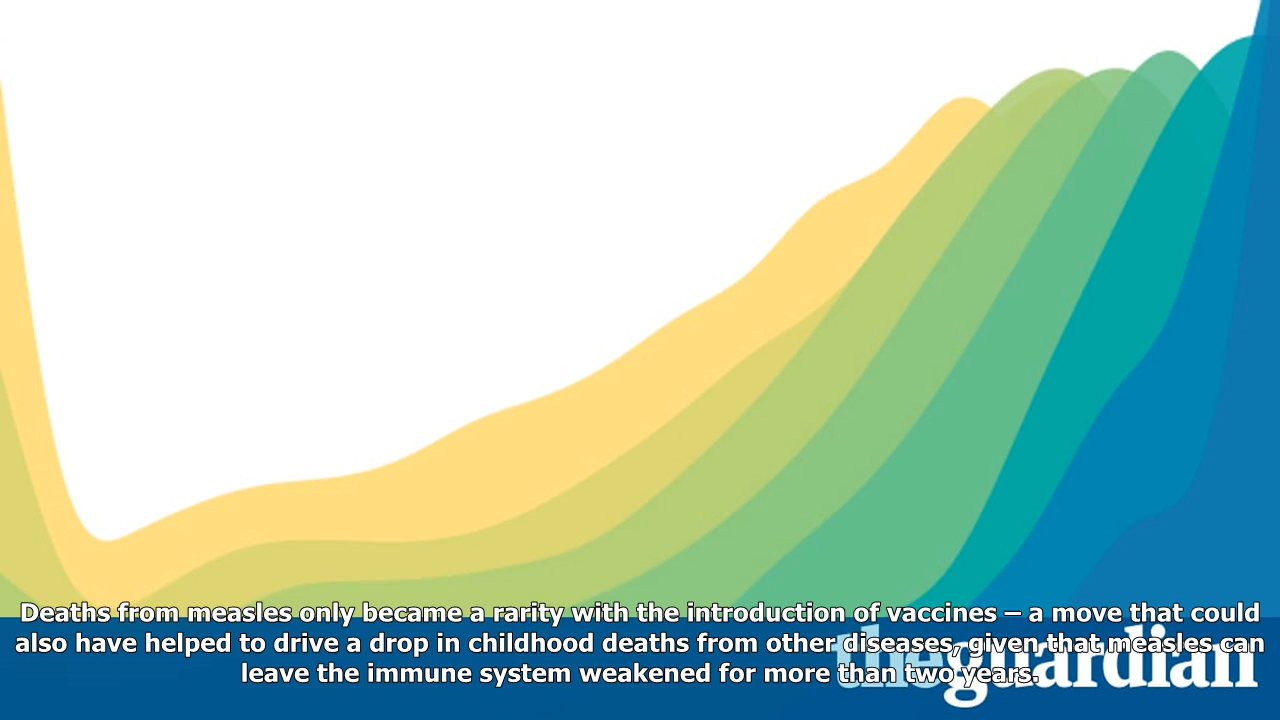 Deaths from measles only became a rarity with the introduction of vaccines – a move that could
also have helped to drive a drop in childhood deaths from other diseases, given that measles can
leave the immune system weakened for more than two years.
theguardian